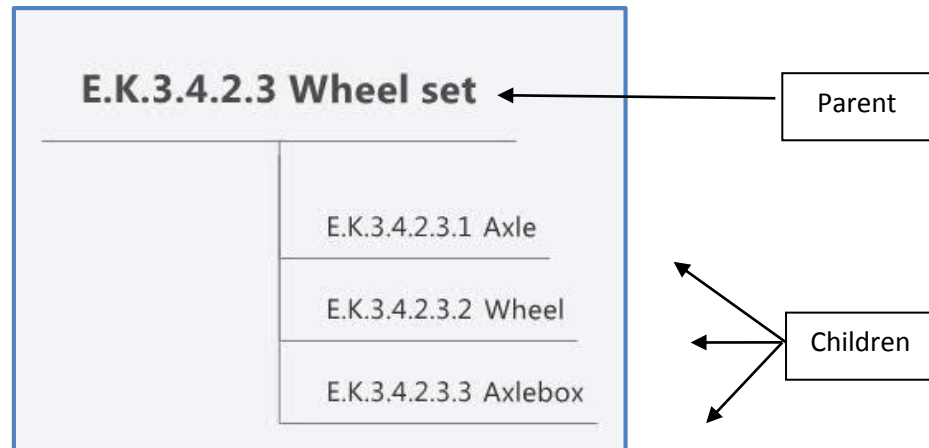 E.K.3.4.2.3 Wheel set
Parent
E.K.3.4.2.3.1 Axle
E.K.3.4.2.3.2 Wheel
Children
E.K.3.4.2.3.3 Axlebox